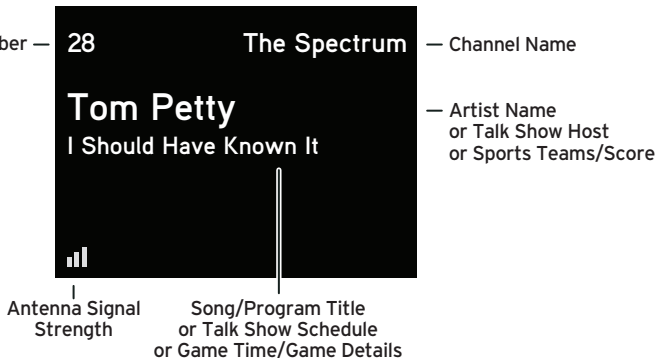 ber
28
The Spectrum
Channel Name
Tom Petty
Artist Name
or Talk Show Host
or Sports Teams/Score
I Should Have Known It
Antenna Signal
Strength
Song/Program Title
or Talk Show Schedule
or Game Time/Game Details